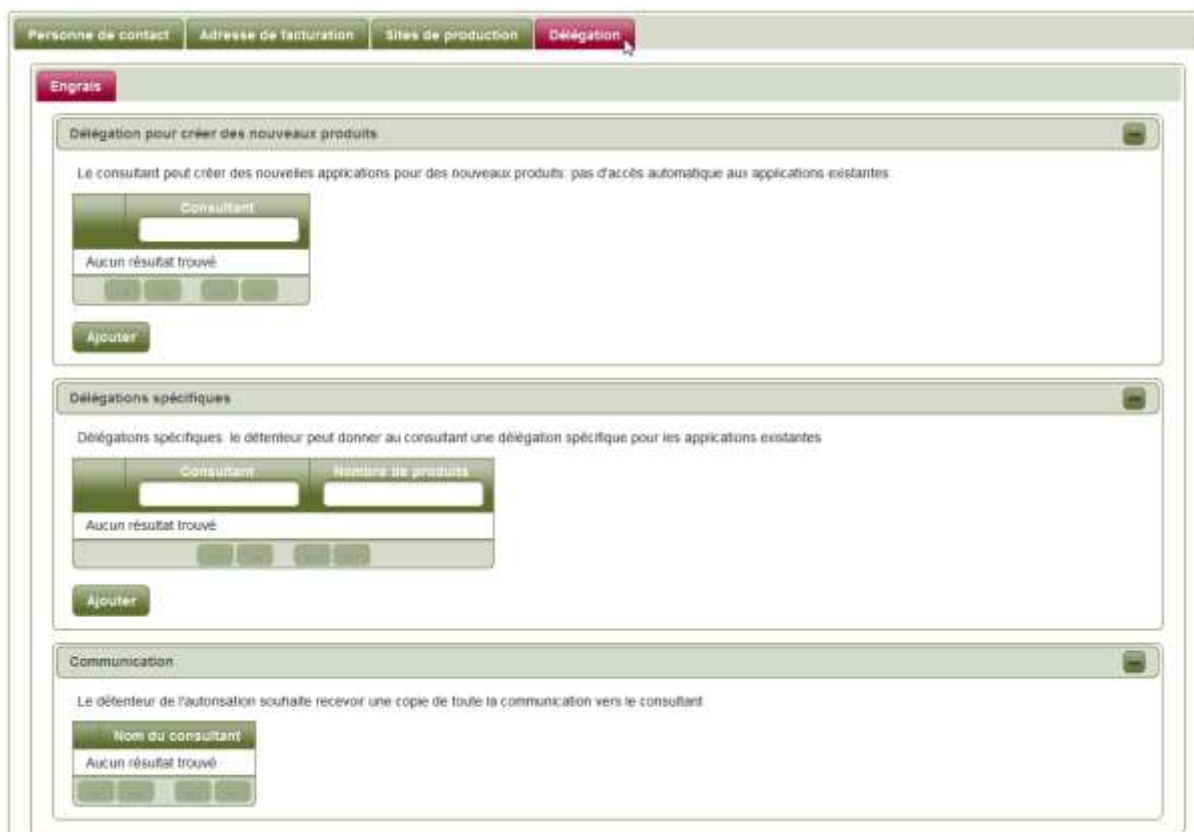 Personne de contact
Adresse de facturation
Sites de production
Délégation
Engrais
Délégation pour créer des nouveaux produits
Le consultant peut créer des nouvelles applications pour des nouveaux produits: pas d'accès automatique aux applications existantes
Consultant
Aucun résultat trouvé
Ajouter
Délégations spécifiques
Délégations spécifiques: le détenteur peut donner au consultant une délégation spécifique pour les applications existantes
Consultant
Nombre de produits
Aucun résultat trouvé
Ajouter
Communication
Le détenteur de l'autorisation souhaite recevoir une copie de toute la communication vers le consultant
Nom du consultant
Aucun résultat trouvé